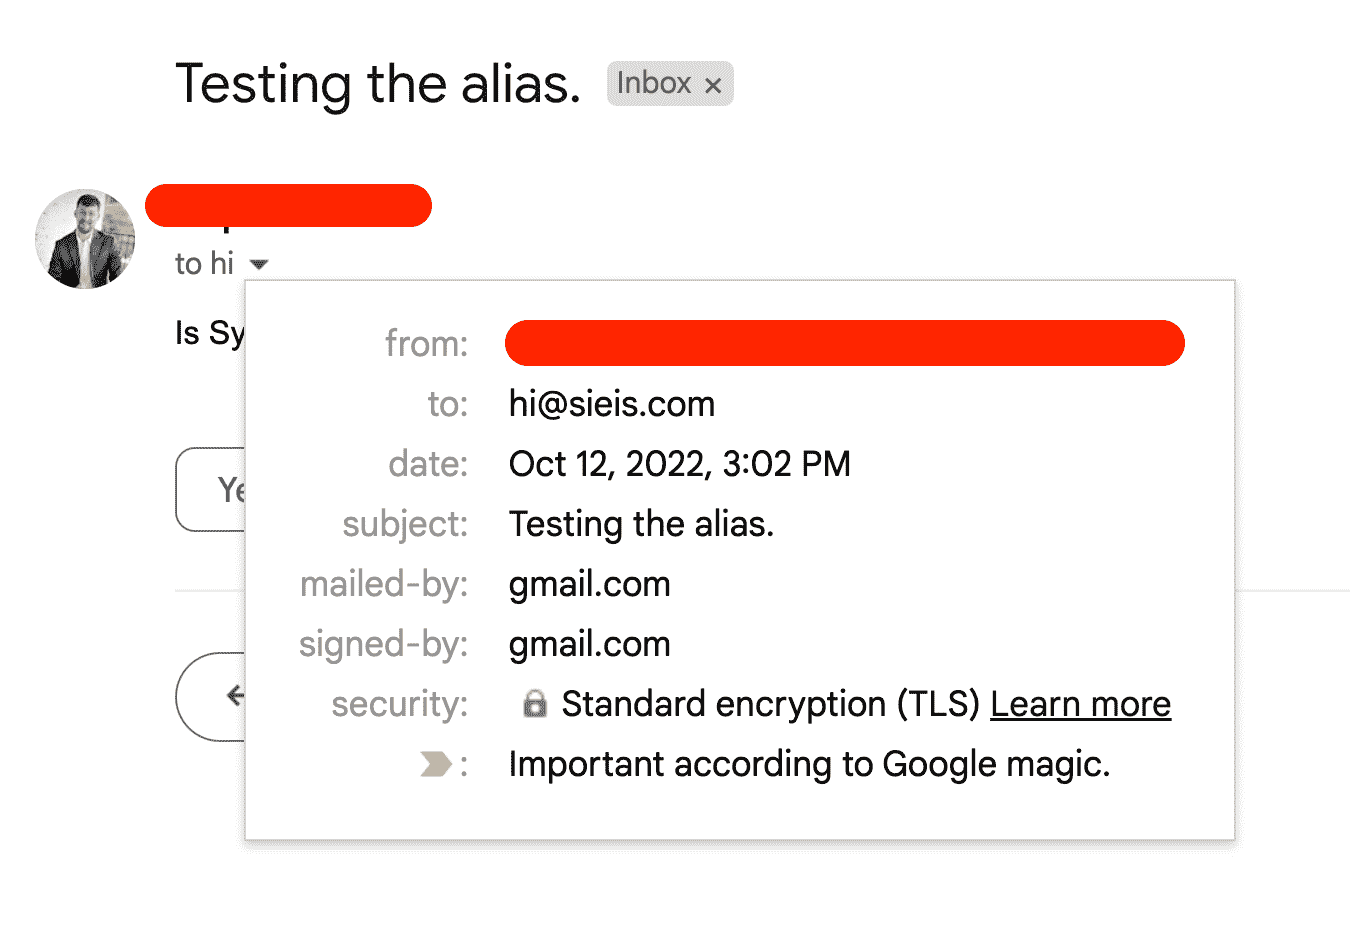 Testing the alias. Inbox ×
to hi
Is Sy
from:
to: hi@sieis.com
date: Oct 12, 2022, 3:02 PM
subject: Testing the alias.
mailed-by: gmail.com
signed-by: gmail.com
security: Standard encryption (TLS) Learn more
: Important according to Google magic.
Ye